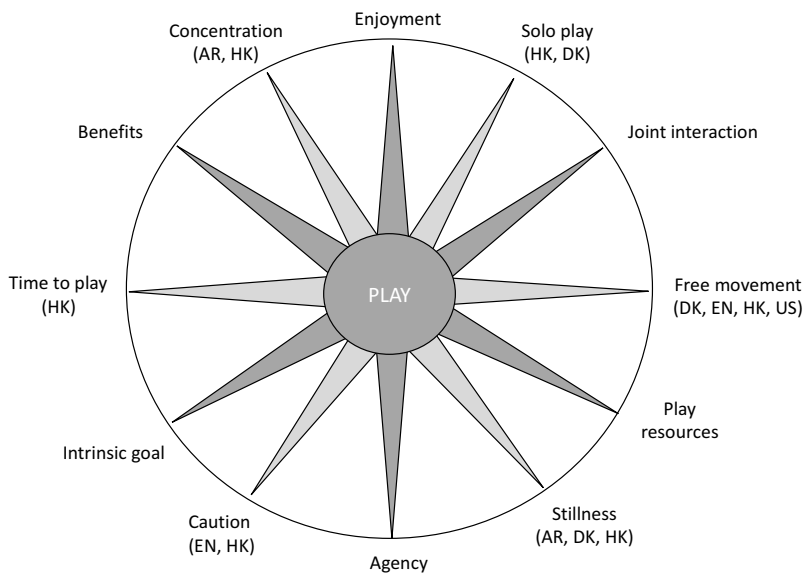 Enjoyment
Solo play
(HK, DK)
Joint interaction
Free movement
(DK, EN, HK, US)
Play
resources
Stillness
(AR, DK, HK)
Agency
Caution
(EN, HK)
Intrinsic goal
Time to play
(HK)
Benefits
Concentration
(AR, HK)
PLAY